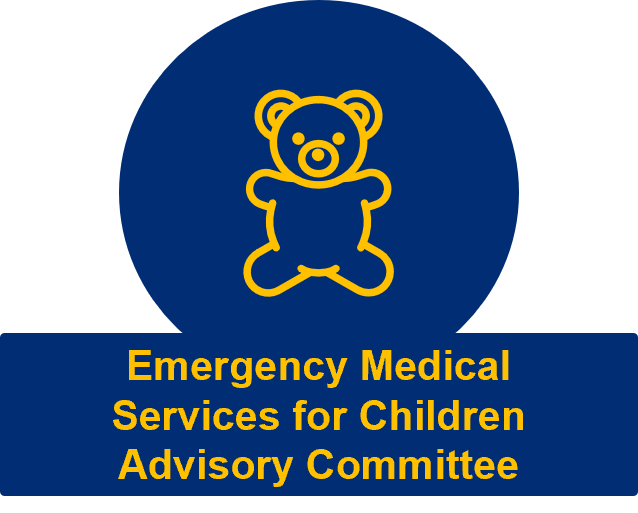 Emergency Medical
Services for Children
Advisory Committee